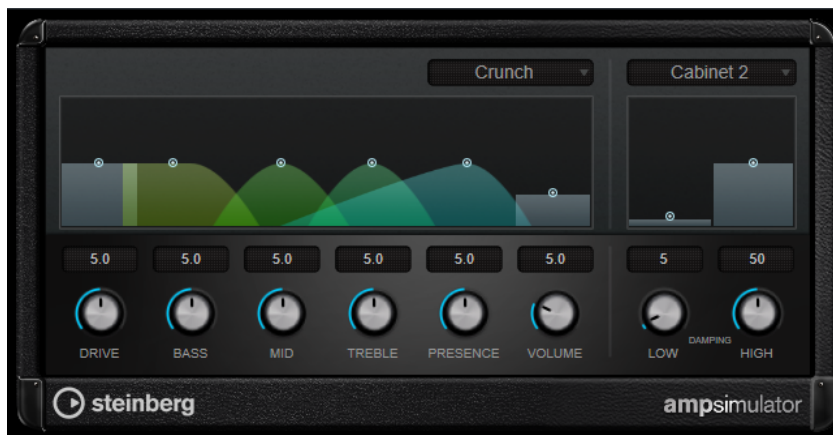 Crunch
Cabinet 2
5.0 5.0 5.0 5.0 5.0 5.0 5 50
DRIVE BASS MID TREBLE PRESENCE VOLUME LOW DAMPING HIGH
steinberg
ampsimulator